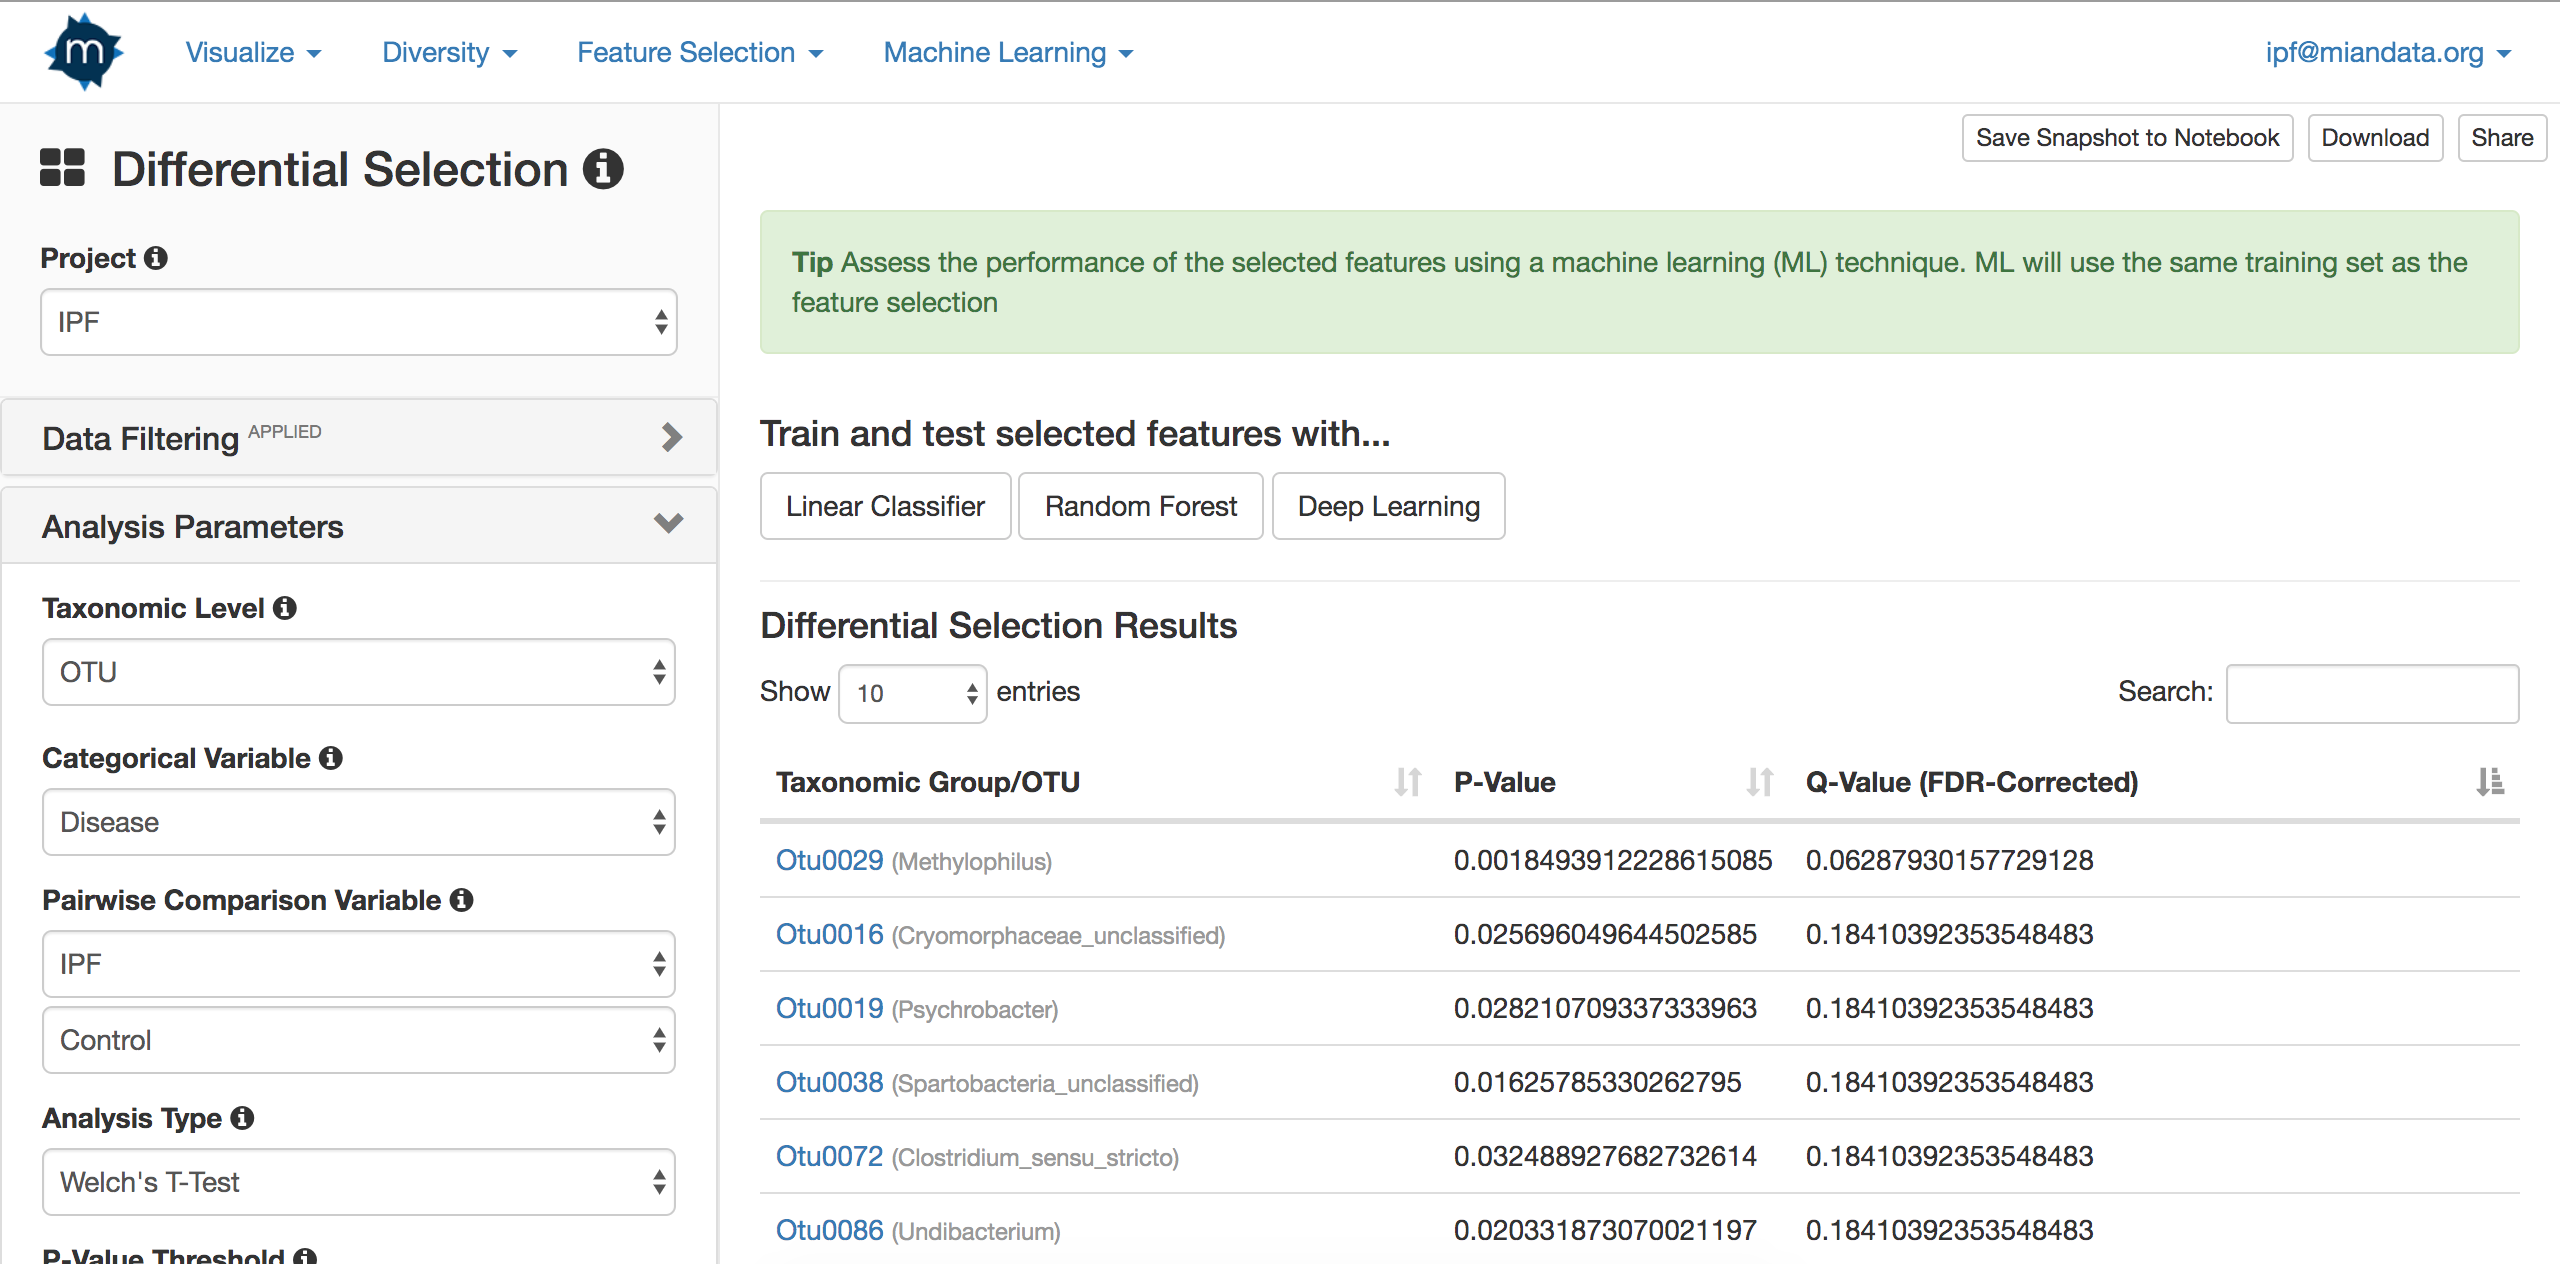 m
Visualize
Diversity
Feature Selection
Machine Learning
ipf@miandata.org
Differential Selection
Project
IPF
Data Filtering APPLIED
Analysis Parameters
Taxonomic Level
OTU
Categorical Variable
Disease
Pairwise Comparison Variable
IPF
Control
Analysis Type
Welch's T-Test
P-Value Threshold
Save Snapshot to Notebook
Download
Share
Tip Assess the performance of the selected features using a machine learning (ML) technique. ML will use the same training set as the
feature selection
Train and test selected features with...
Linear Classifier
Random Forest
Deep Learning
Differential Selection Results
Show 10 entries
Search:
Taxonomic Group/OTU P-Value Q-Value (FDR-Corrected)
Otu0029 (Methylophilus) 0.0018493912228615085 0.06287930157729128
Otu0016 (Cryomorphaceae_unclassified) 0.025696049644502585 0.18410392353548483
Otu0019 (Psychrobacter) 0.028210709337333963 0.18410392353548483
Otu0038 (Spartobacteria_unclassified) 0.01625785330262795 0.18410392353548483
Otu0072 (Clostridium_sensu_stricto) 0.032488927682732614 0.18410392353548483
Otu0086 (Undibacterium) 0.020331873070021197 0.18410392353548483